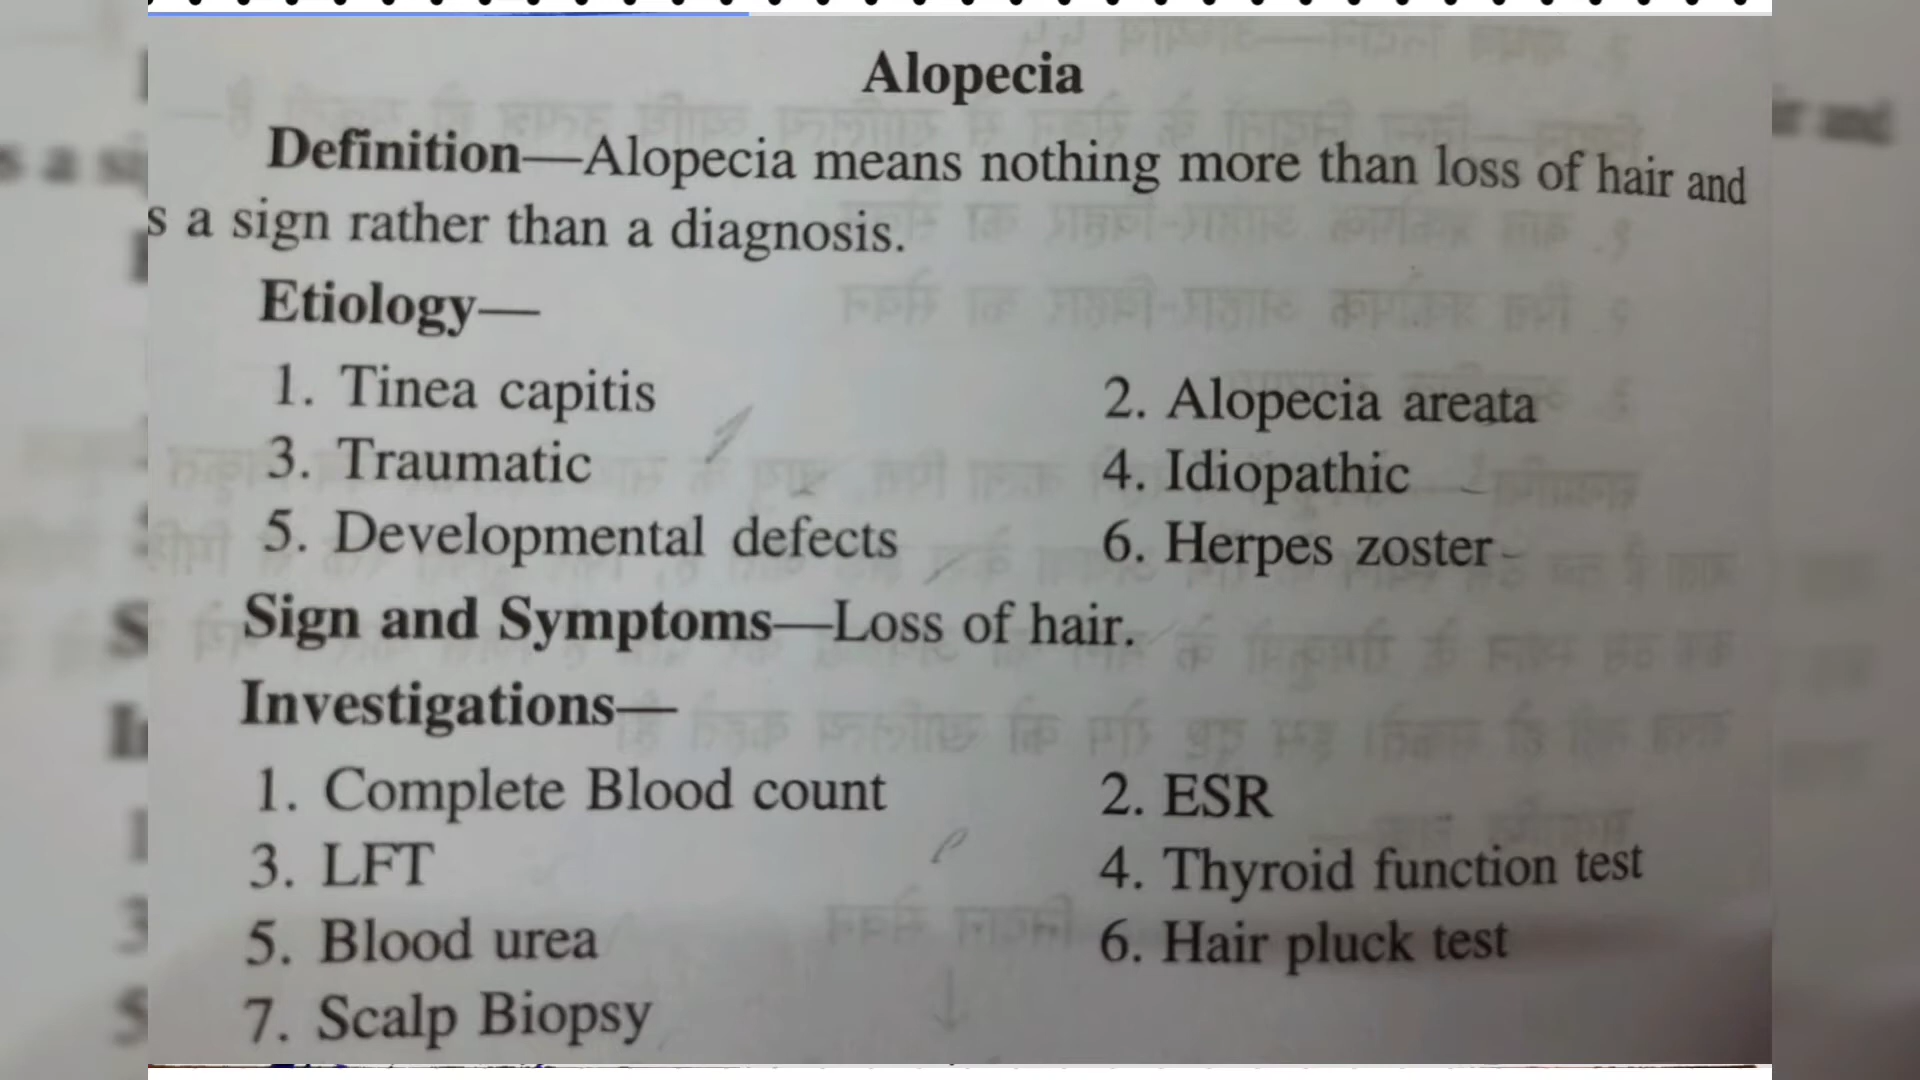 Alopecia
Definition—Alopecia means nothing more than loss of hair and
s a sign rather than a diagnosis.
Etiology—
1. Tinea capitis 2. Alopecia areata
3. Traumatic 4. Idiopathic
5. Developmental defects 6. Herpes zoster
Sign and Symptoms—Loss of hair.
Investigations—
1. Complete Blood count 2. ESR
3. LFT 4. Thyroid function test
5. Blood urea 6. Hair pluck test
7. Scalp Biopsy